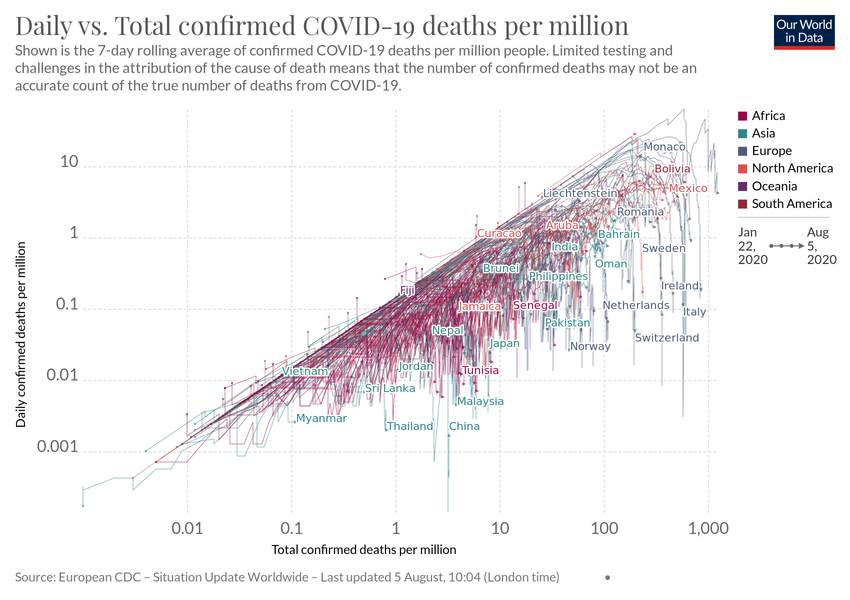 Daily vs. Total confirmed COVID-19 deaths per million
Our World
in Data
Shown is the 7-day rolling average of confirmed COVID-19 deaths per million people. Limited testing and
challenges in the attribution of the cause of death means that the number of confirmed deaths may not be an
accurate count of the true number of deaths from COVID-19.
Africa
Asia
Europe
North America
Oceania
South America
Jan
22,
2020
Aug
5,
2020
Daily confirmed deaths per million
10
1
0.1
0.01
0.001
Monaco
Bolivia
Mexico
Liechtenstein
Romania
Aruba
Curacao
Bahrain
India
Sweden
Oman
Brunei
Philippines
Ireland
Fiji
Jamaica
Senegal
Netherlands
Italy
Pakistan
Nepal
Switzerland
Japan
Norway
Jordan
Tunisia
Vietnam
Sri Lanka
Malaysia
Myanmar
Thailand
China
0.01
0.1
1
10
100
1,000
Total confirmed deaths per million
Source: European CDC – Situation Update Worldwide – Last updated 5 August, 10:04 (London time)